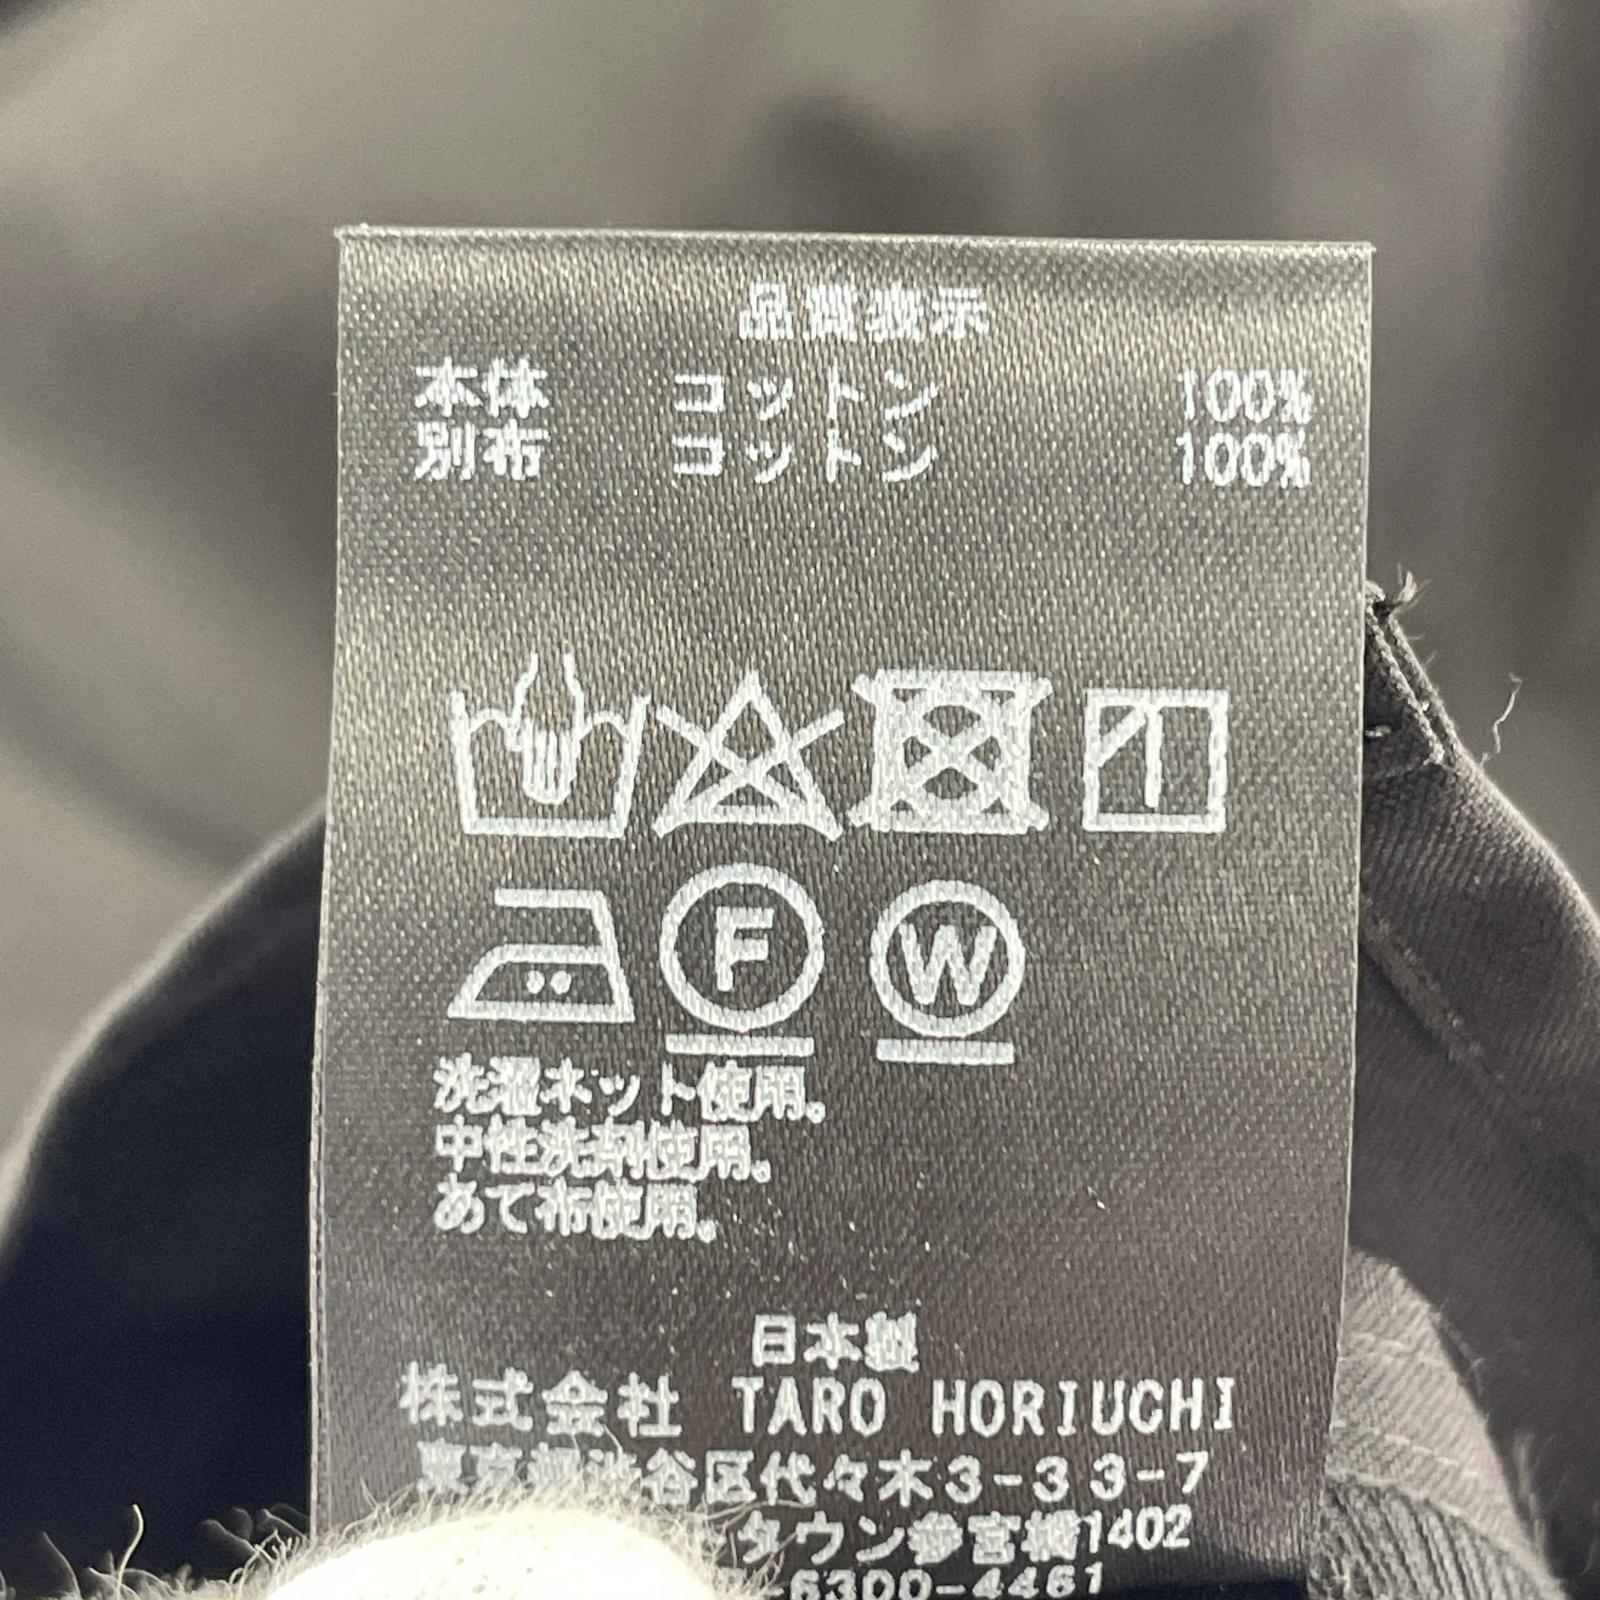 品質表示
本体 コットン 100%
別布 コットン 100%
F W
洗濯ネット使用。
中性洗剤使用。
あて布使用。
日本製
株式会社 TARO HORIUCHI
東京都渋谷区代々木3-33-7
タウン参宮橋1402
-6300-4461